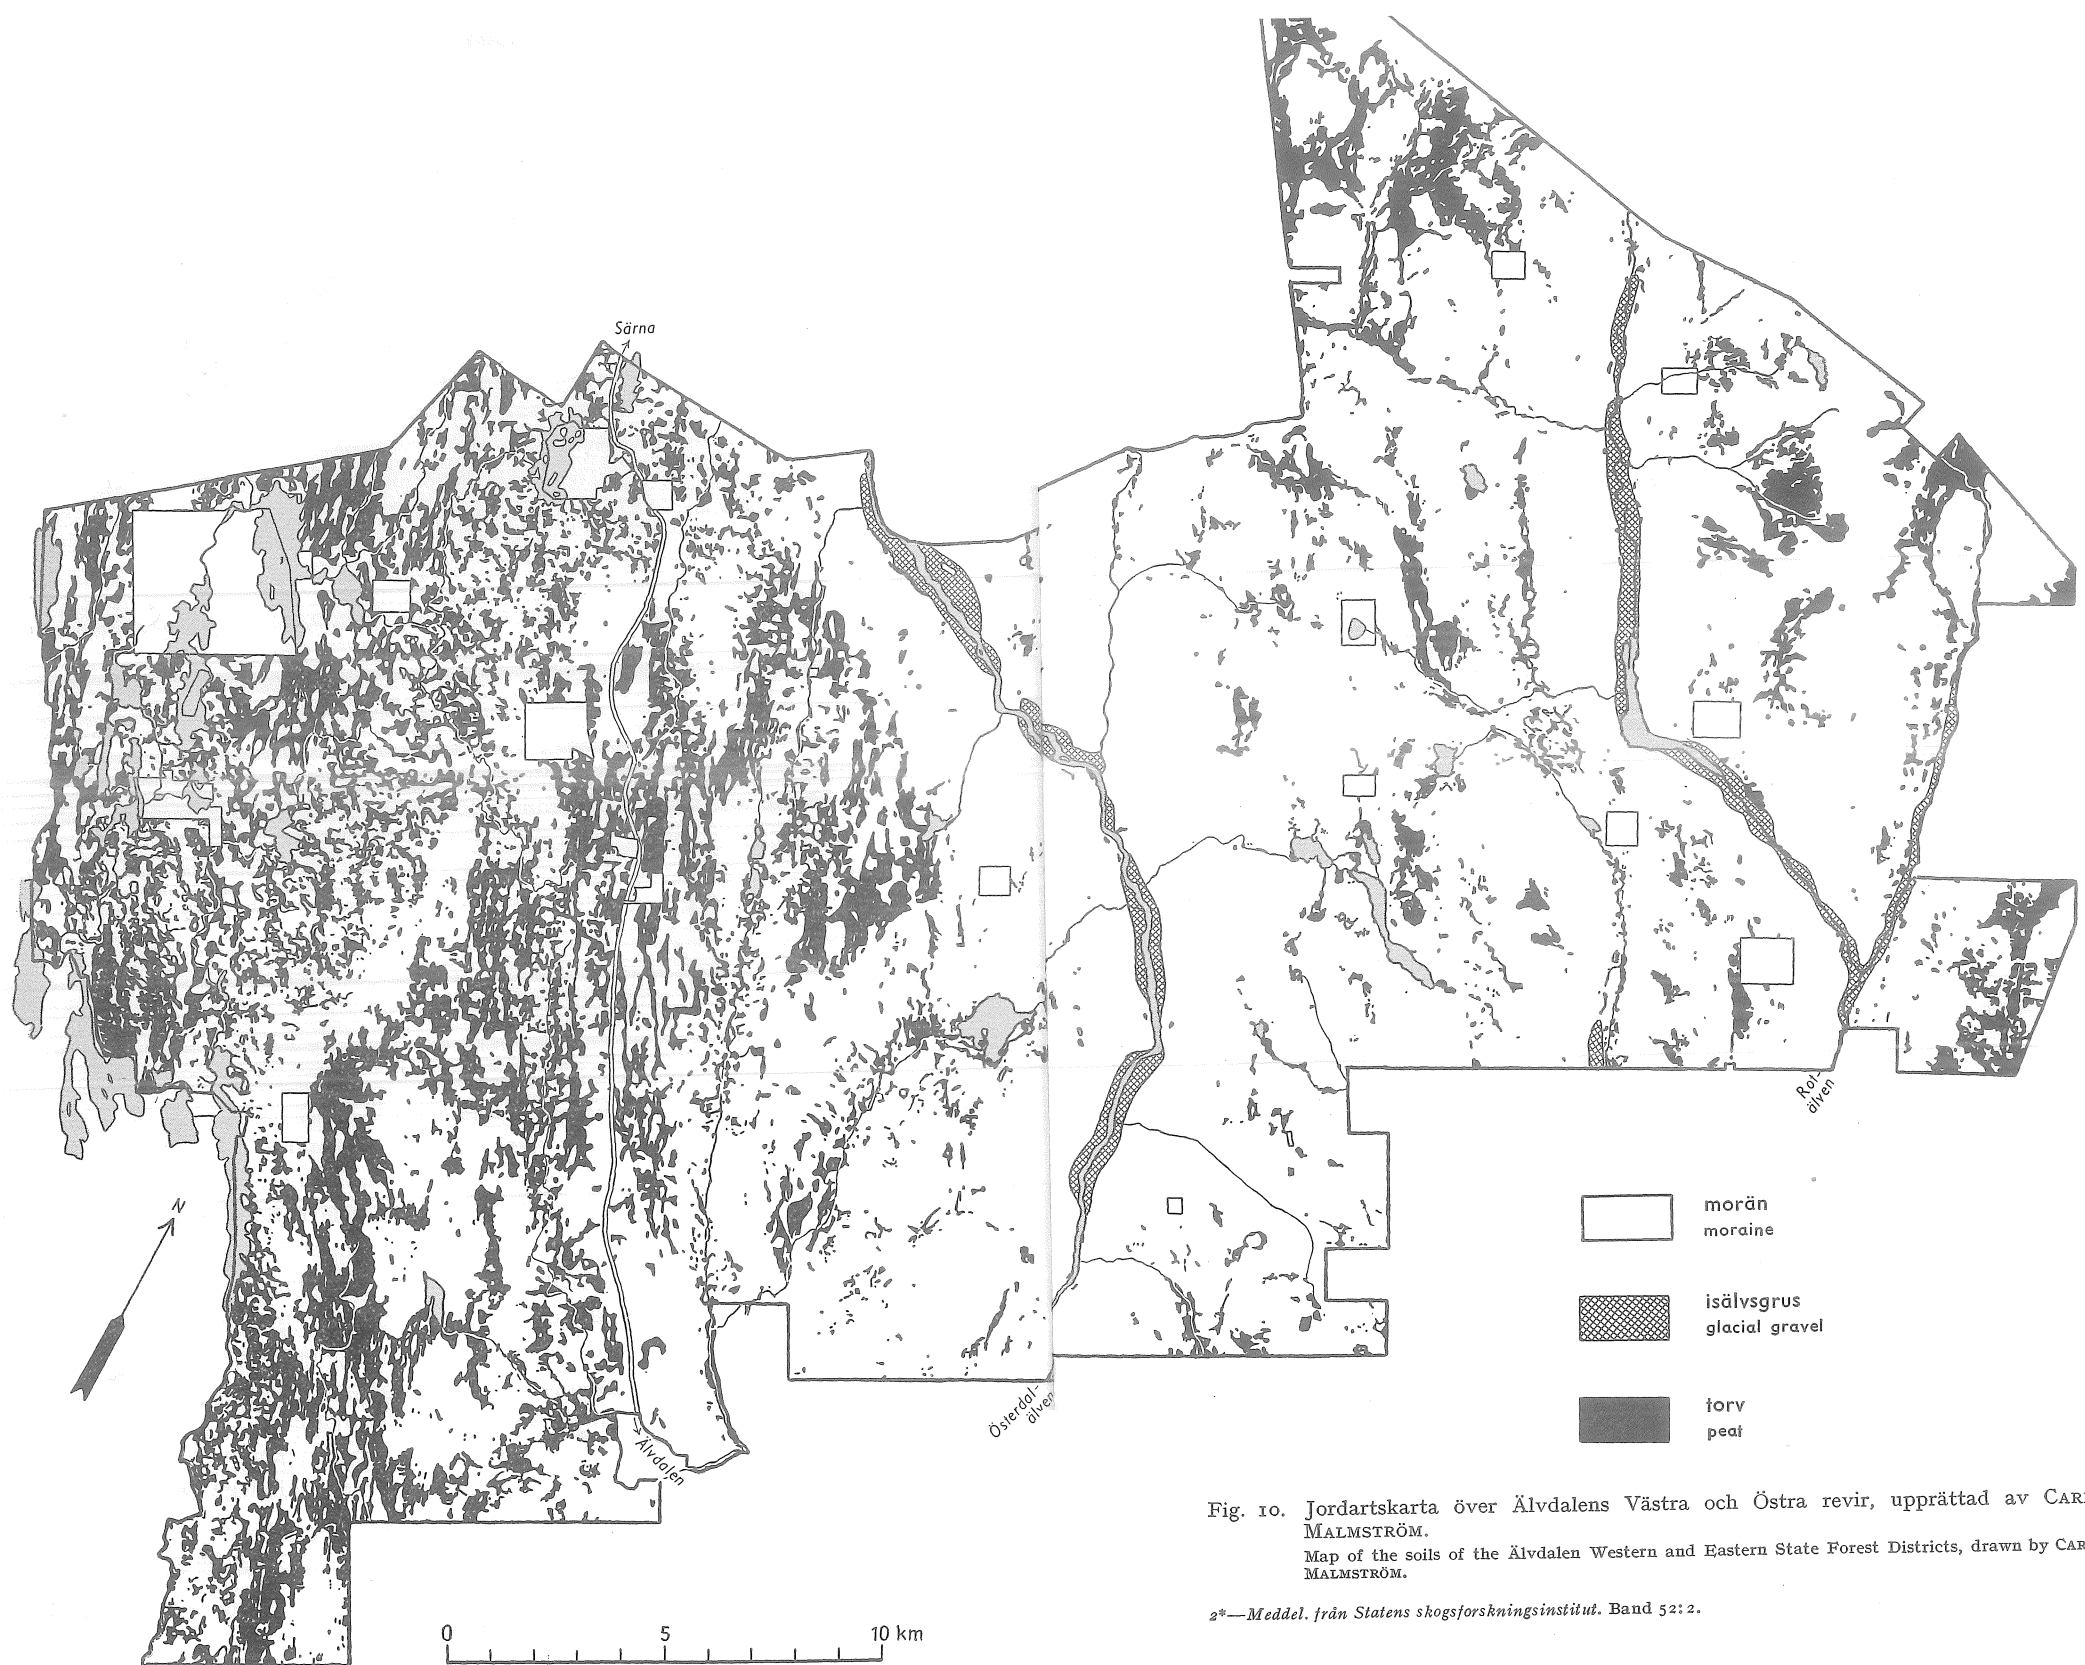 Särna
N
Rot-
älven
morän
moraine
isälvsgrus
glacial gravel
torv
peat
Österdal-
älven
Älvdalen
0 5 10 km
Fig. 10. Jordartskarta över Älvdalens Västra och Östra revir, upprättad av
MALMSTRÖM.
Map of the soils of the Älvdalen Western and Eastern State Forest Districts, drawn by
MALMSTRÖM.
2*—Meddel. från Statens skogsforskningsinstitut. Band 52: 2.